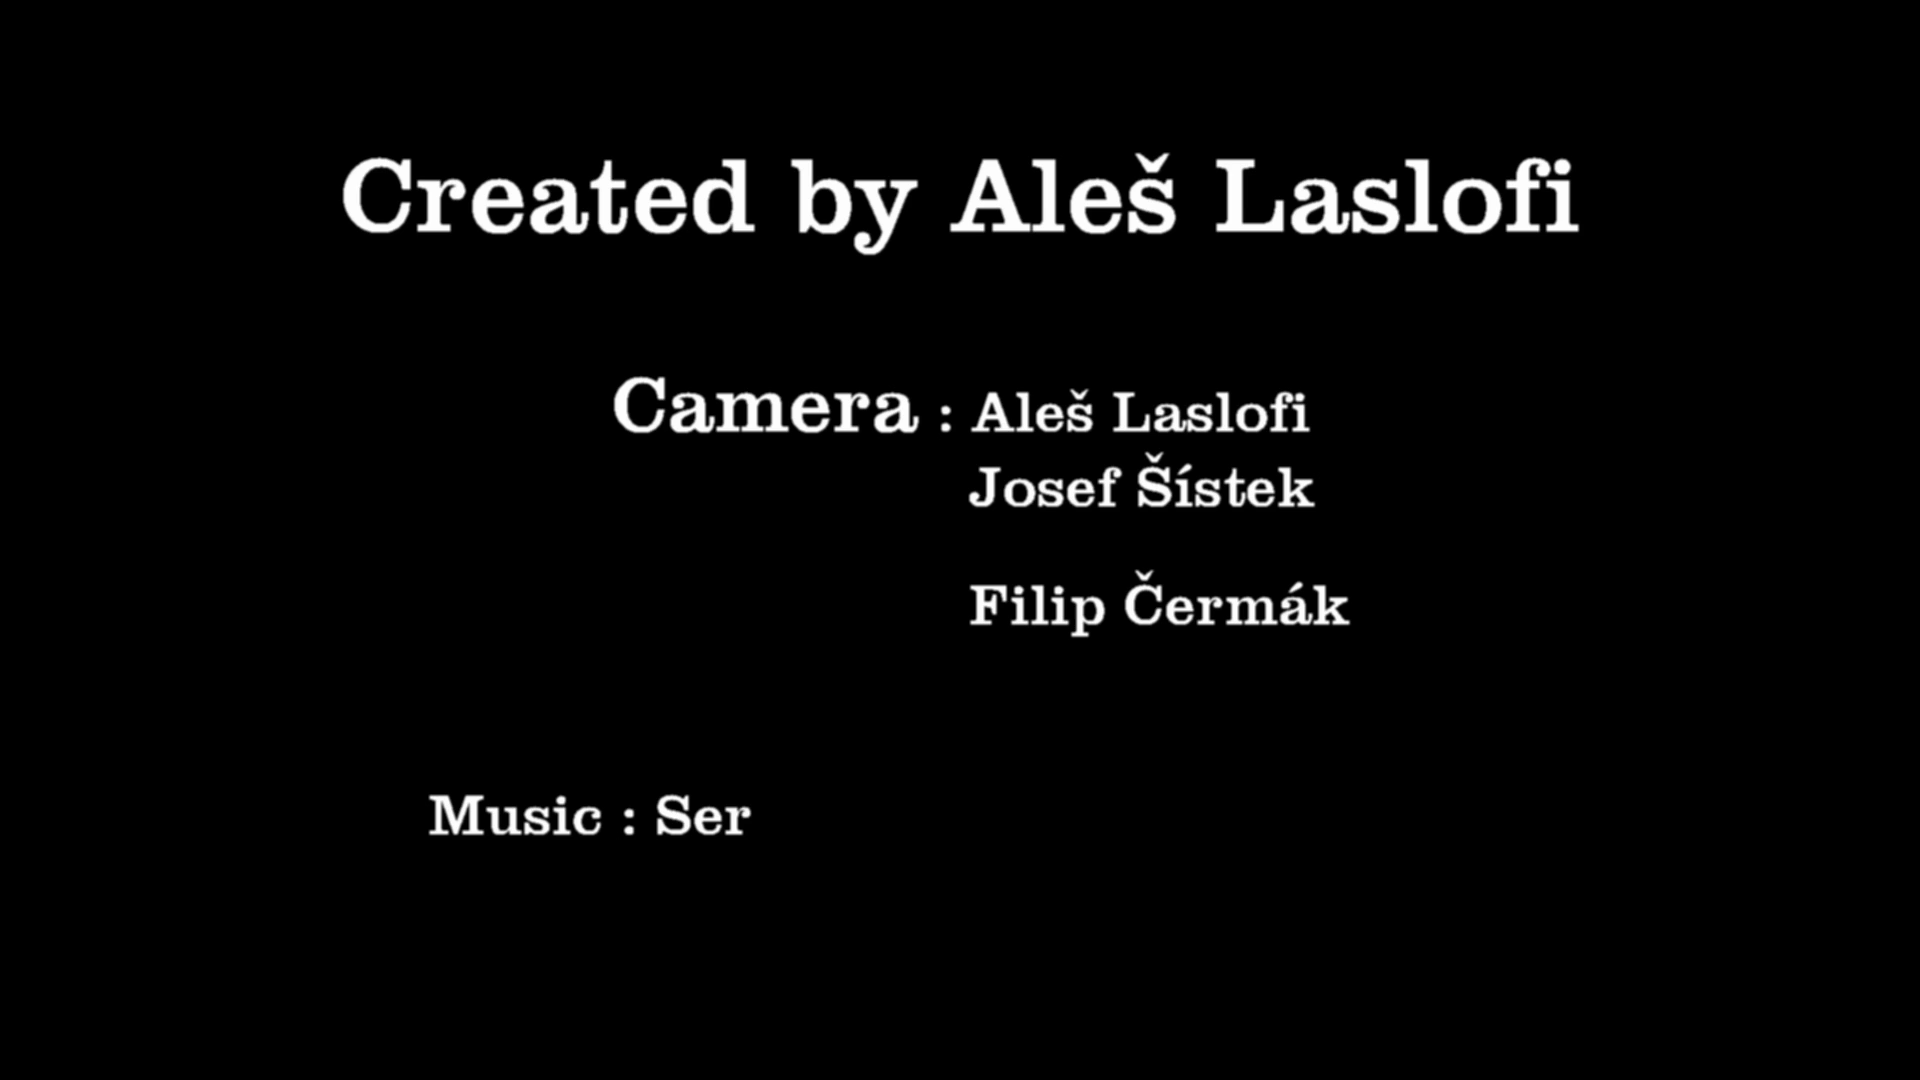 Created by Aleš Laslofi
Camera : Aleš Laslofi
Josef Šístek
Filip Čermák
Music : Ser